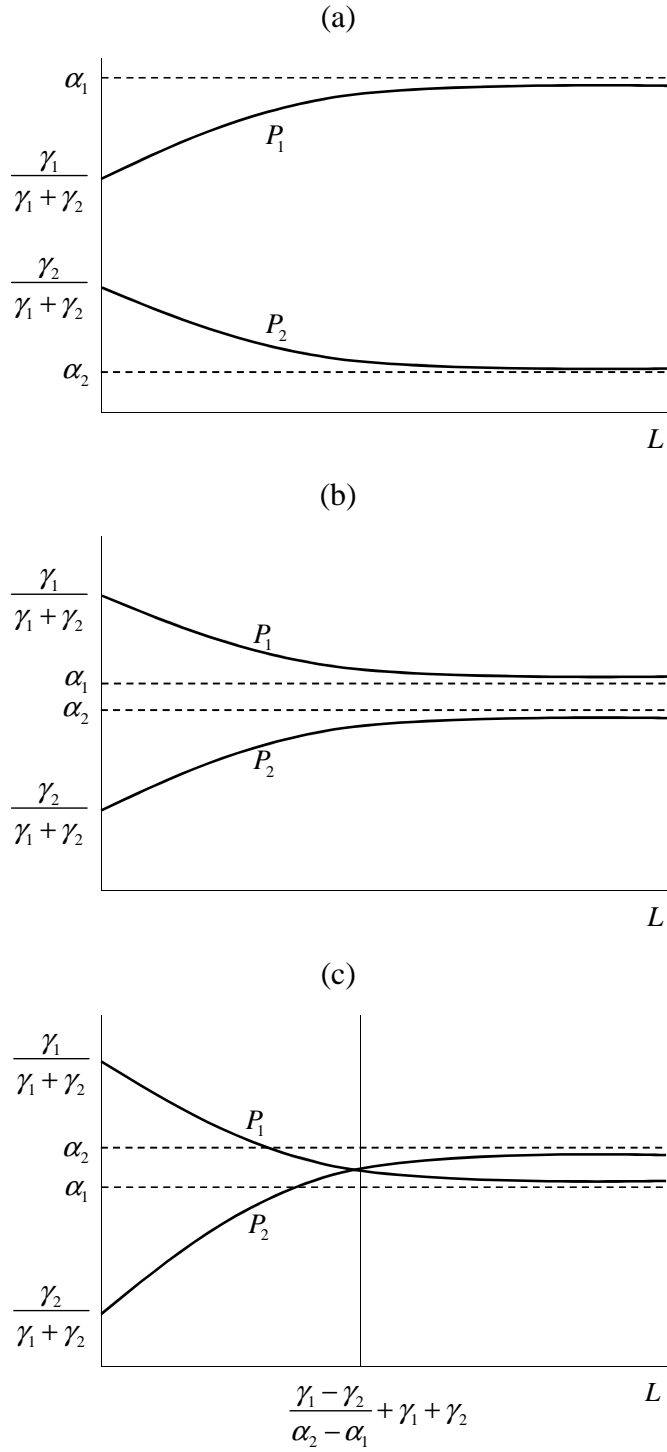 (a)
α₁
P₁
γ₁
γ₁ + γ₂
γ₂
γ₁ + γ₂
P₂
α₂
L
(b)
γ₁
γ₁ + γ₂
P₁
α₁
α₂
P₂
γ₂
γ₁ + γ₂
L
(c)
γ₁
γ₁ + γ₂
P₁
α₂
α₁
P₂
γ₂
γ₁ + γ₂
γ₁ − γ₂
α₂ − α₁
+ γ₁ + γ₂
L